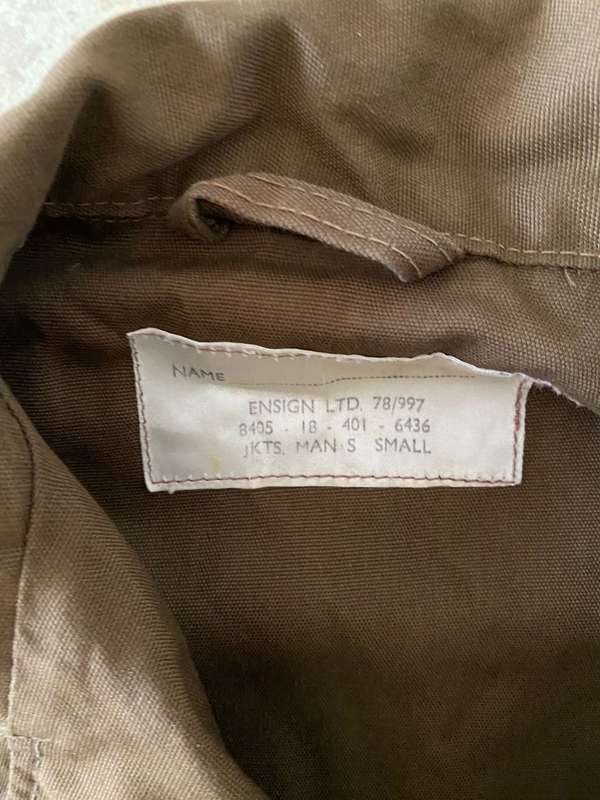 NAME
ENSIGN LTD. 78/997
8405 - 18 - 401 - 6436
JKTS. MAN S SMALL